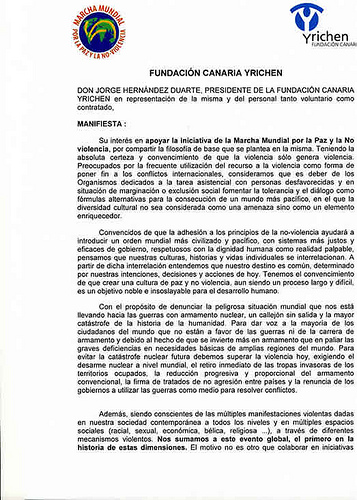 MARCHA MUNDIAL
POR LA PAZ Y LA NO-VIOLENCIA
yrichen
FUNDACIÓN CANARIA
FUNDACIÓN CANARIA YRICHEN
DON JORGE HERNÁNDEZ DUARTE, PRESIDENTE DE LA FUNDACIÓN CANARIA
YRICHEN en representación de la misma y del personal tanto voluntario como
contratado,
MANIFIESTA :
Su interés en apoyar la iniciativa de la Marcha Mundial por la Paz y la No
violencia, por compartir la filosofía de base que se plantea en la misma. Teniendo la
absoluta certeza y convencimiento de que la violencia sólo genera violencia.
Preocupados por la frecuente utilización del recurso a la violencia como forma de
poner fin a los conflictos internacionales, consideramos que es deber de los
Organismos dedicados a la tarea asistencial con personas desfavorecidas y en
situación de marginación o exclusión social fomentar la tolerancia y el diálogo como
fórmulas alternativas para la consecución de un mundo más pacífico, en el que la
diversidad cultural no sea considerada como una amenaza sino como un elemento
enriquecedor.
Convencidos de que la adhesión a los principios de la no-violencia ayudará a
introducir un orden mundial más civilizado y pacífico, con sistemas más justos y
eficaces de gobierno, respetuosos con la dignidad humana como realidad palpable,
pensamos que nuestras culturas, historias y vidas individuales se interrelacionan. A
partir de dicha interrelación entendemos que nuestro destino es común, determinado
por nuestras intenciones, decisiones y acciones de hoy. Tenemos el convencimiento
de que crear una cultura de paz y no violencia, aun siendo un proceso largo y difícil,
es un objetivo noble e insoslayable para el desarrollo humano.
Con el propósito de denunciar la peligrosa situación mundial que nos está
llevando hacia las guerras con armamento nuclear, un callejón sin salida y la mayor
catástrofe de la historia de la humanidad. Para dar voz a la mayoría de los
ciudadanos del mundo que no están a favor de las guerras ni de la carrera de
armamento y debido al hecho de que se invierte más en armamento que en paliar las
graves deficiencias en necesidades básicas de amplias regiones del mundo. Para
evitar la catástrofe nuclear futura debemos superar la violencia hoy, exigiendo el
desarme nuclear a nivel mundial, el retiro inmediato de las tropas invasoras de los
territorios ocupados, la reducción progresiva y proporcional del armamento
convencional, la firma de tratados de no agresión entre países y la renuncia de los
gobiernos a utilizar las guerras como medio para resolver conflictos.
Además, siendo conscientes de las múltiples manifestaciones violentas dadas
en nuestra sociedad contemporánea a todos los niveles y en múltiples espacios
sociales (racial, sexual, económica, bélica, religiosa ...), a través de diferentes
mecanismos violentos. Nos sumamos a este evento global, el primero en la
historia de estas dimensiones. El motivo no es otro que colaborar en iniciativas